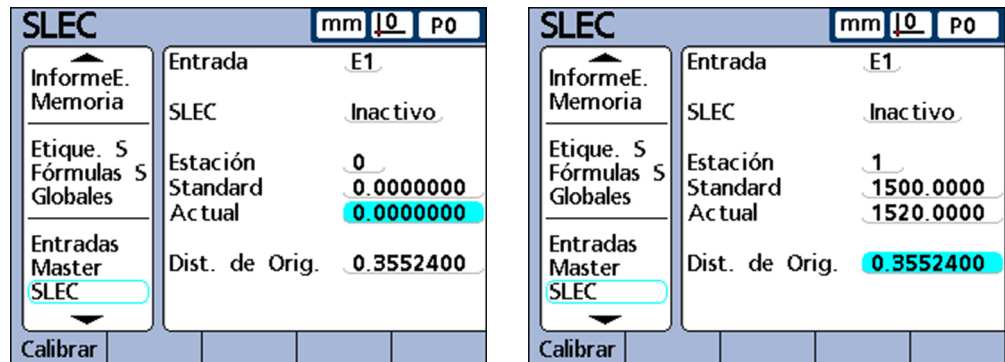 SLEC
mm 0 P0
InformeE.
Memoria
Etique. S
Fórmulas S
Globales
Entradas
Master
SLEC
Entrada E1
SLEC Inactivo
Estación 0
Standard 0.0000000
Actual 0.0000000
Dist. de Orig. 0.3552400
Calibrar
SLEC
mm 0 P0
InformeE.
Memoria
Etique. S
Fórmulas S
Globales
Entradas
Master
SLEC
Entrada E1
SLEC Inactivo
Estación 1
Standard 1500.0000
Actual 1520.0000
Dist. de Orig. 0.3552400
Calibrar